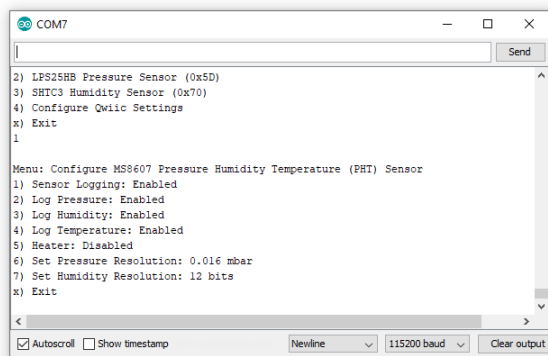 COM7
Send
2) LPS25HB Pressure Sensor (0x5D)
3) SHTC3 Humidity Sensor (0x70)
4) Configure Qwiic Settings
x) Exit
1
Menu: Configure MS8607 Pressure Humidity Temperature (PHT) Sensor
1) Sensor Logging: Enabled
2) Log Pressure: Enabled
3) Log Humidity: Enabled
4) Log Temperature: Enabled
5) Heater: Disabled
6) Set Pressure Resolution: 0.016 mbar
7) Set Humidity Resolution: 12 bits
x) Exit
Autoscroll Show timestamp Newline 115200 baud Clear output